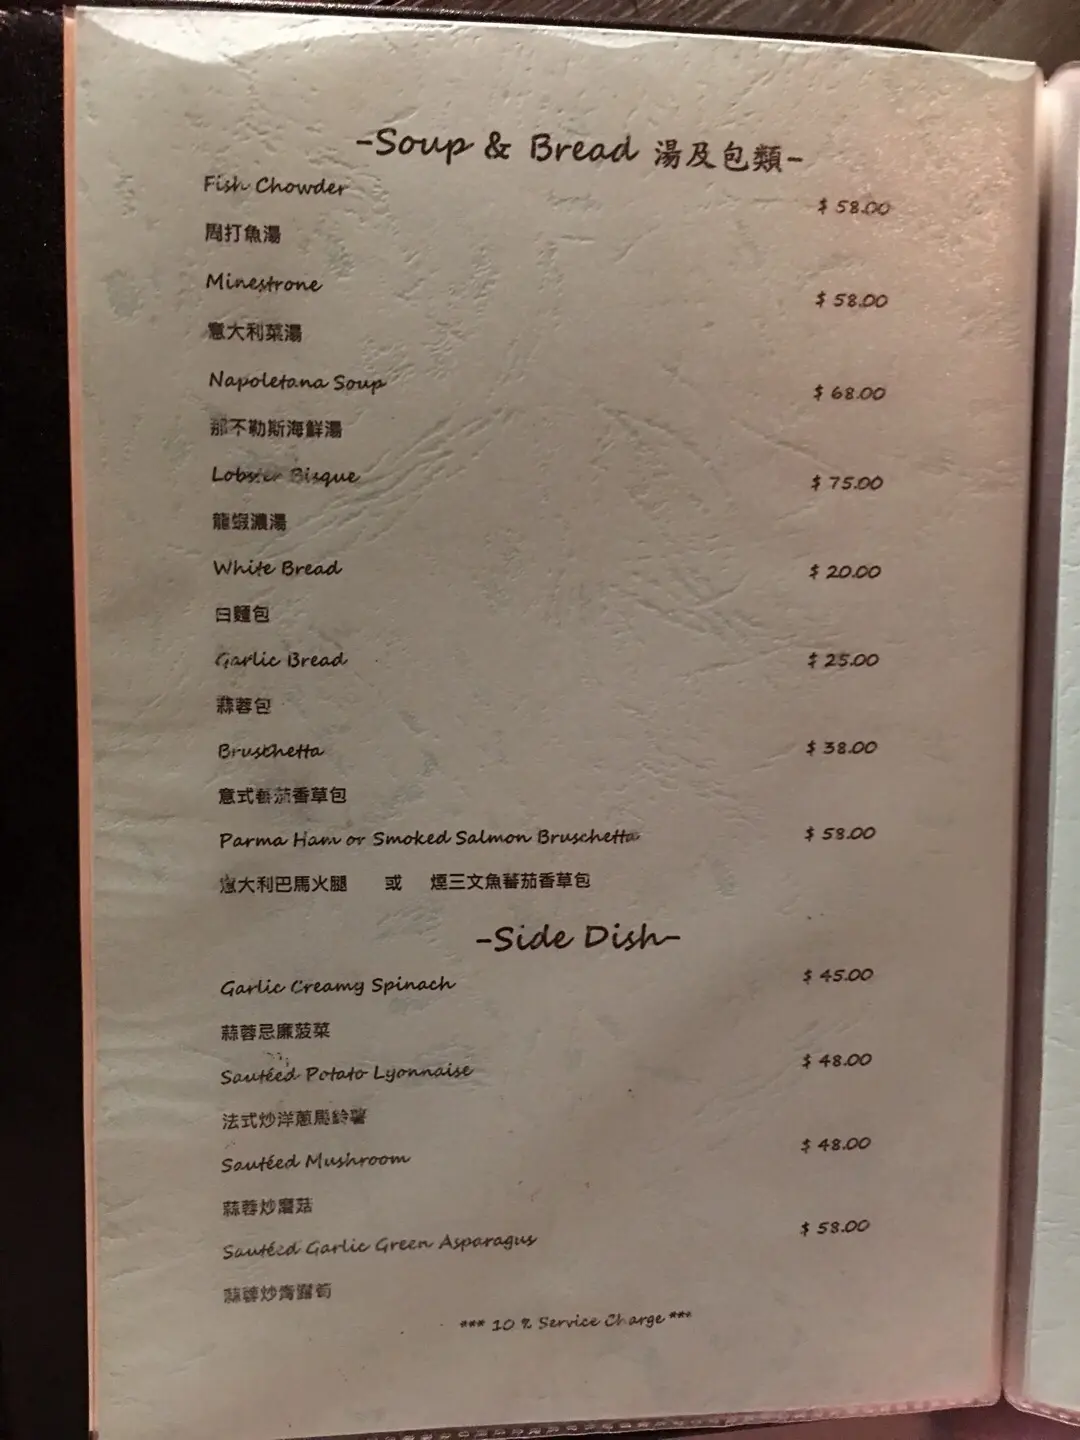 -Soup & Bread 湯及包類-
Fish Chowder $ 58.00
周打魚湯
Minestrone $ 58.00
意大利菜湯
Napoletana Soup $ 68.00
那不勒斯海鮮湯
Lobster Bisque $ 75.00
龍蝦濃湯
White Bread $ 20.00
白麵包
Garlic Bread $ 25.00
蒜蓉包
Bruschetta $ 38.00
意式蕃茄香草包
Parma Ham or Smoked Salmon Bruschetta $ 58.00
意大利巴馬火腿 或 煙三文魚蕃茄香草包
-Side Dish-
Garlic Creamy Spinach $ 45.00
蒜蓉忌廉菠菜
Sautéed Potato Lyonnaise $ 48.00
法式炒洋蔥馬鈴薯
Sautéed Mushroom $ 48.00
蒜蓉炒蘑菇
Sautéed Garlic Green Asparagus $ 58.00
蒜蓉炒青露荀
*** 10 % Service Charge ***